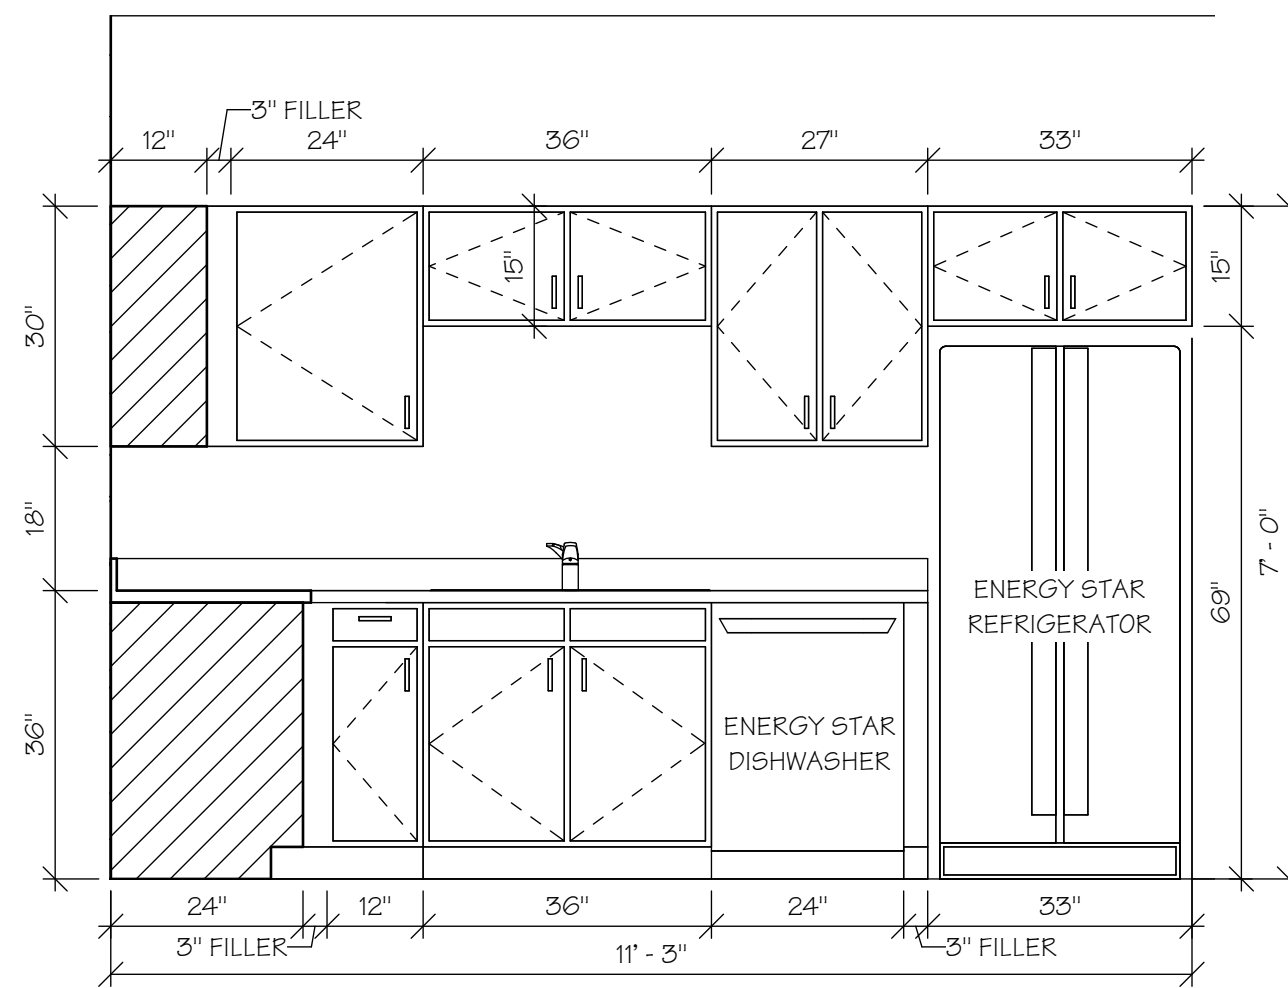 3" FILLER
12" 24" 36" 27" 33"
15" 15"
30"
18"
7' - 0"
ENERGY STAR
REFRIGERATOR
69"
36"
ENERGY STAR
DISHWASHER
24" 12" 36" 24" 33"
3" FILLER 3" FILLER
11' - 3"